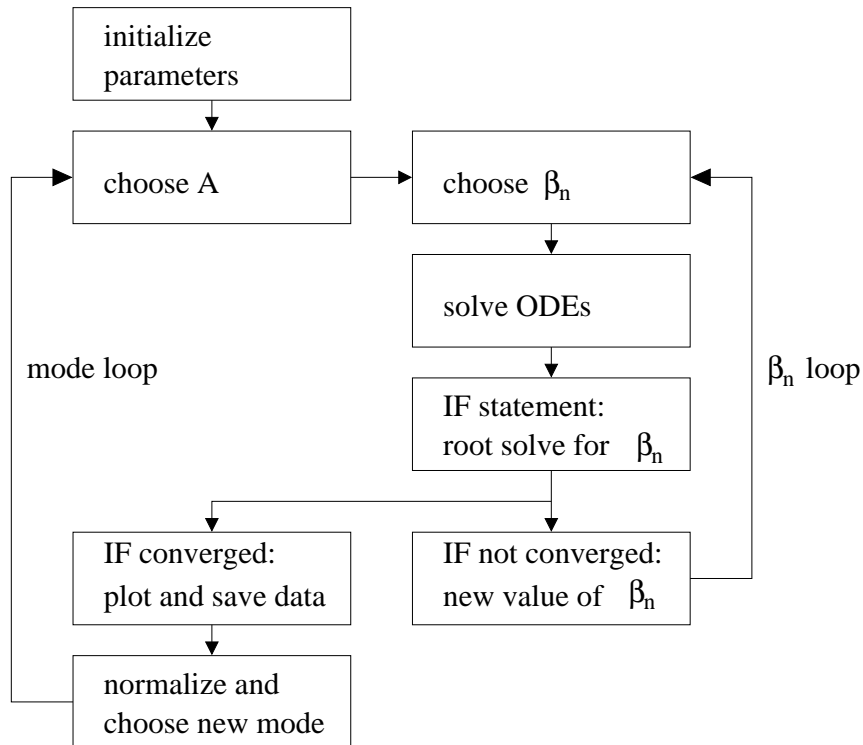 initialize
parameters
choose A
choose βn
solve ODEs
mode loop
βn loop
IF statement:
root solve for βn
IF converged:
plot and save data
IF not converged:
new value of βn
normalize and
choose new mode